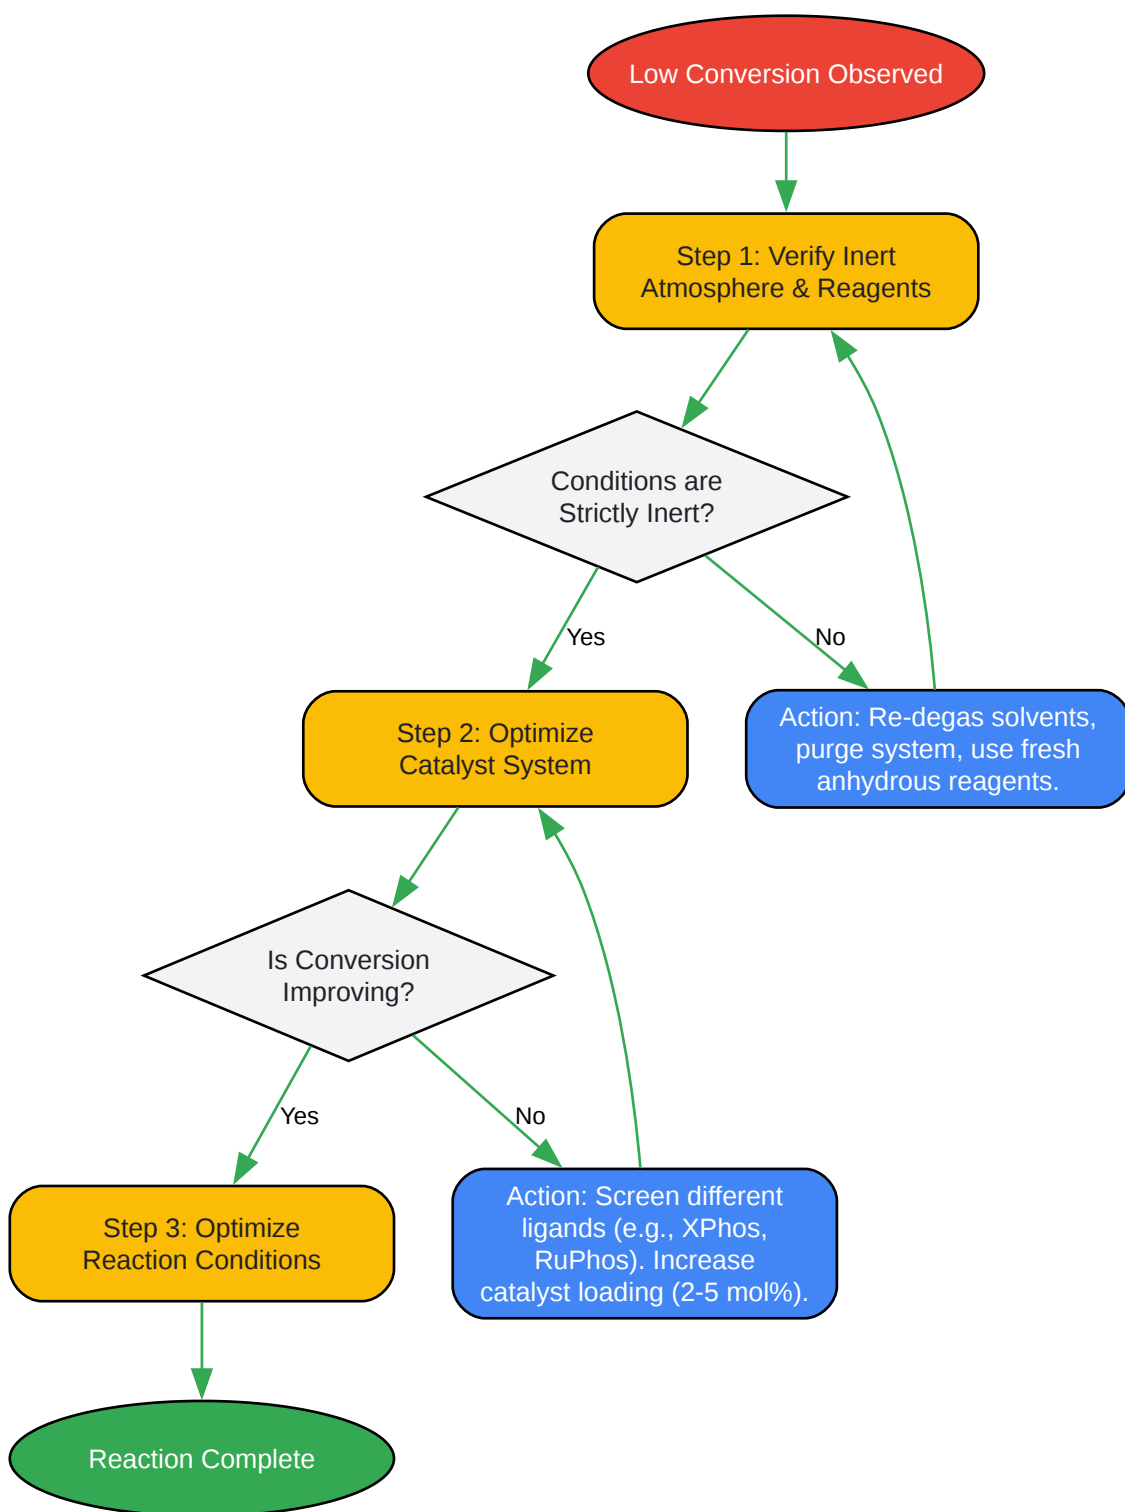 Low Conversion Observed
Step 1: Verify Inert
Atmosphere & Reagents
Conditions are
Strictly Inert?
Yes
No
Step 2: Optimize
Catalyst System
Action: Re-degas solvents,
purge system, use fresh
anhydrous reagents.
Is Conversion
Improving?
Yes
No
Step 3: Optimize
Reaction Conditions
Action: Screen different
ligands (e.g., XPhos,
RuPhos). Increase
catalyst loading (2-5 mol%).
Reaction Complete